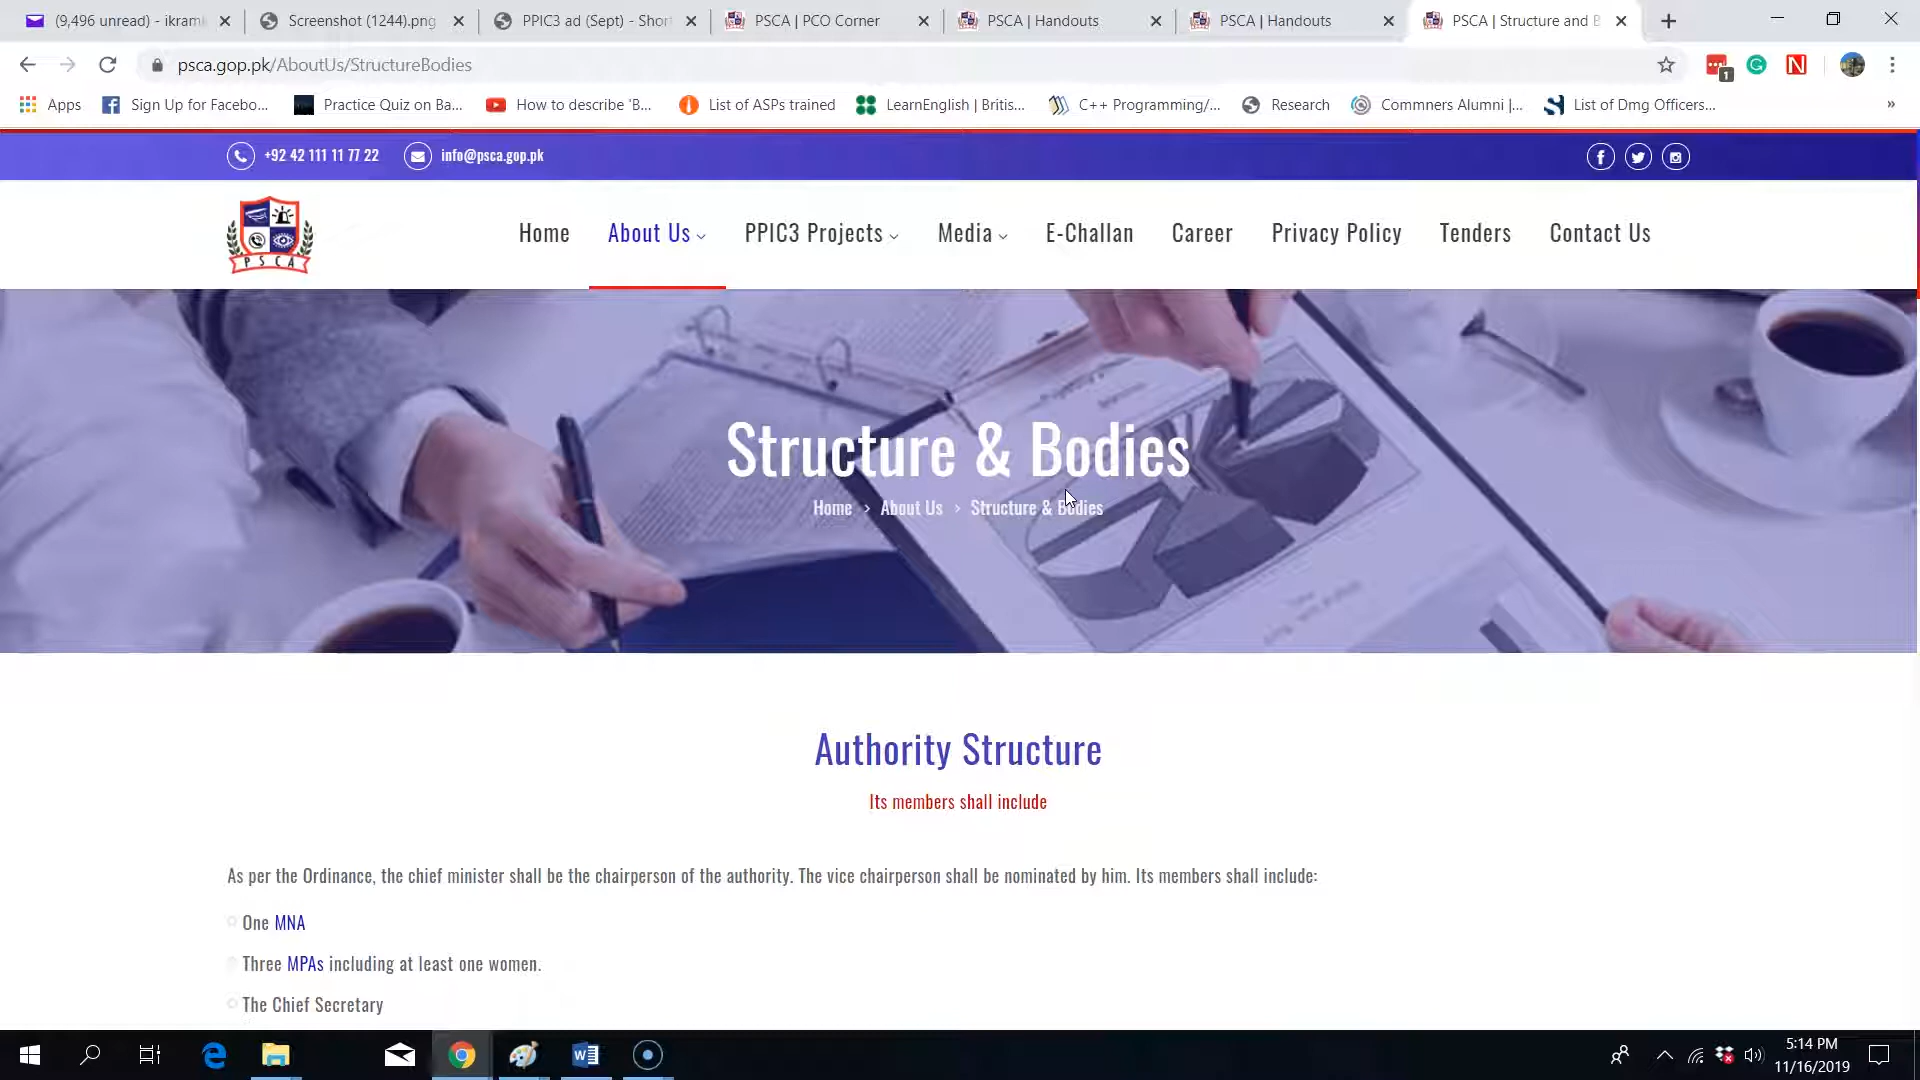 (9,496 unread) - ikram
Screenshot (1244).png
PPIC3 ad (Sept) - Shor
PSCA | PCO Corner
PSCA | Handouts
PSCA | Handouts
PSCA | Structure and B
psca.gop.pk/AboutUs/StructureBodies
1
Apps
Sign Up for Facebo...
Practice Quiz on Ba...
How to describe 'B...
List of ASPs trained
LearnEnglish | Britis...
C++ Programming/...
Research
Commners Alumni |...
List of Dmg Officers...
»
+92 42 111 11 77 22
info@psca.gop.pk
PSCA
Home
About Us
PPIC3 Projects
Media
E-Challan
Career
Privacy Policy
Tenders
Contact Us
Structure & Bodies
Home > About Us > Structure & Bodies
Authority Structure
Its members shall include
As per the Ordinance, the chief minister shall be the chairperson of the authority. The vice chairperson shall be nominated by him. Its members shall include:
One MNA
Three MPAs including at least one women.
The Chief Secretary
5:14 PM
11/16/2019